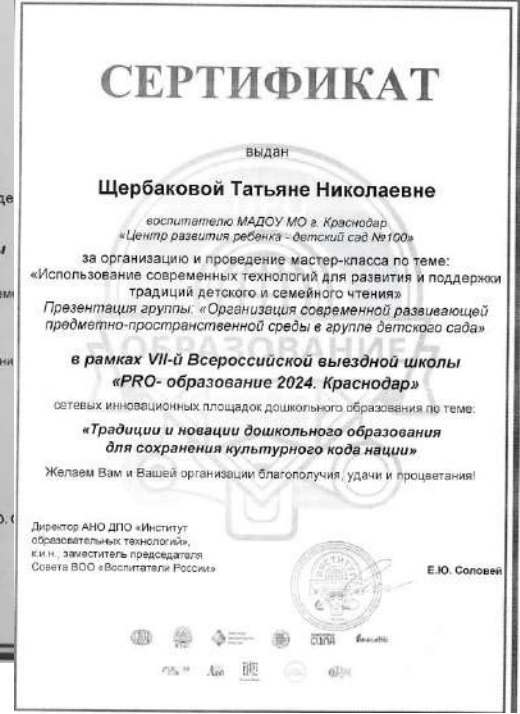 СЕРТИФИКАТ
выдан
Щербаковой Татьяне Николаевне
воспитателю МАДОУ МО г. Краснодар
«Центр развития ребенка - детский сад №100»
за организацию и проведение мастер-класса по теме:
«Использование современных технологий для развития и поддержки
традиций детского и семейного чтения»
Презентация группы: «Организация современной развивающей
предметно-пространственной среды в группе детского сада»
ОБРАЗОВАНИЕ
в рамках VII-й Всероссийской выездной школы
«PRO- образование 2024. Краснодар»
сетевых инновационных площадок дошкольного образования по теме:
«Традиции и новации дошкольного образования
для сохранения культурного кода нации»
Желаем Вам и Вашей организации благополучия, удачи и процветания!
Директор АНО ДПО «Институт
образовательных технологий»,
к.и.н., заместитель председателя
Совета ВОО «Воспитатели России»
Е.Ю. Соловей